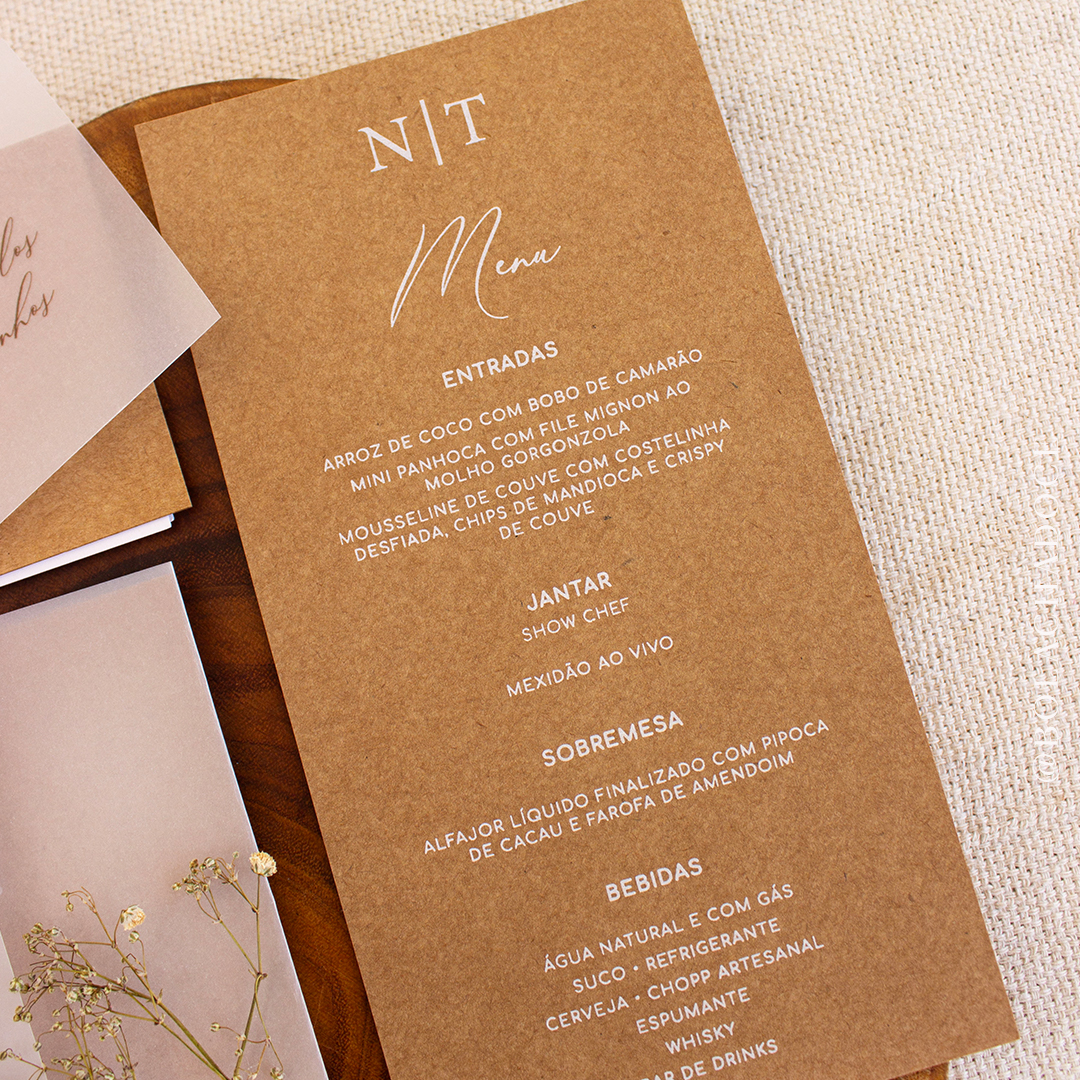 N|T
Menu
ENTRADAS
ARROZ DE COCO COM BOBO DE CAMARÃO
MINI PANHOCA COM FILE MIGNON AO
MOLHO GORGONZOLA
MOUSSELINE DE COUVE COM COSTELINHA
DESFIADA, CHIPS DE MANDIOCA E CRISPY
DE COUVE
JANTAR
SHOW CHEF
MEXIDÃO AO VIVO
SOBREMESA
ALFAJOR LÍQUIDO FINALIZADO COM PIPOCA
DE CACAU E FAROFA DE AMENDOIM
BEBIDAS
ÁGUA NATURAL E COM GÁS
SUCO • REFRIGERANTE
CERVEJA • CHOPP ARTESANAL
ESPUMANTE
WHISKY
DE DRINKS